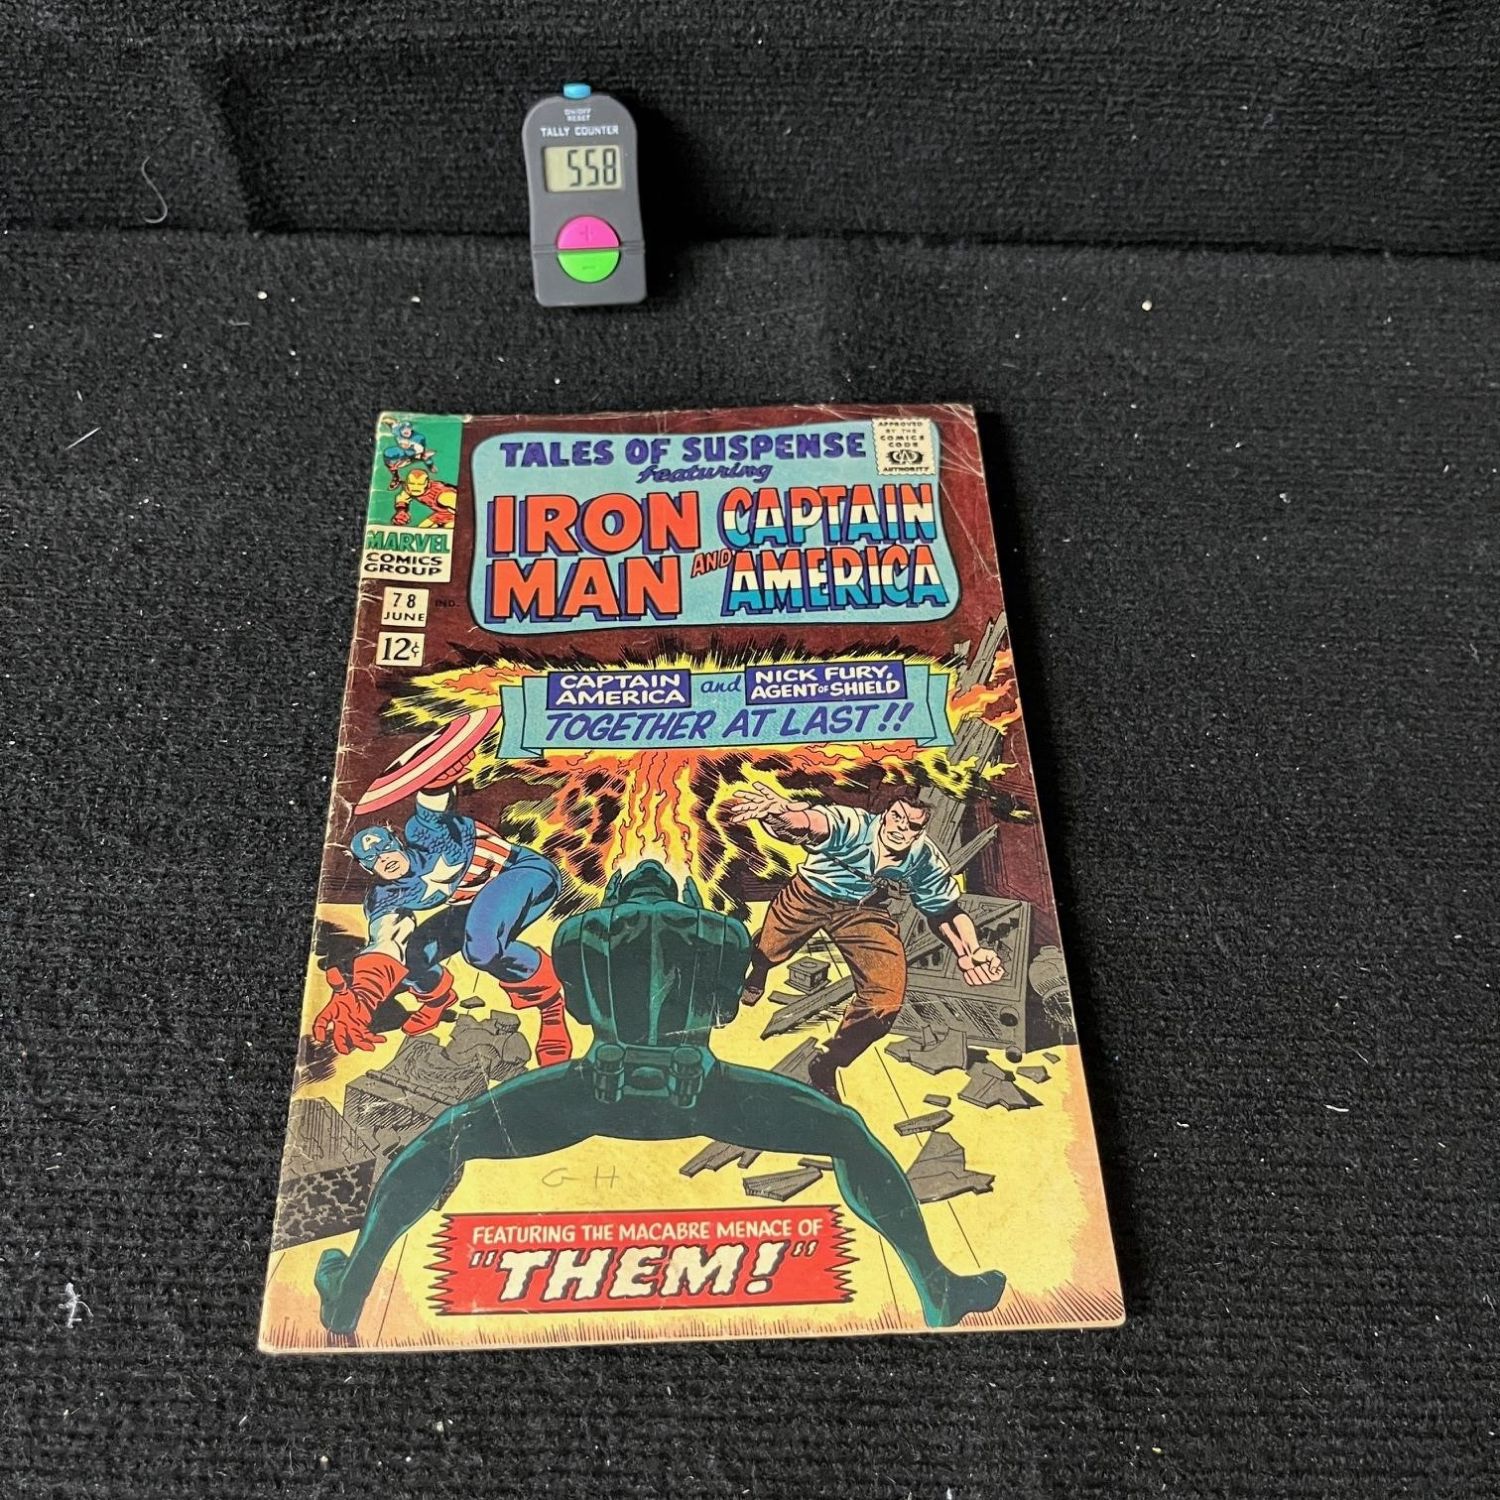 ON/OFF
RESET
TALLY COUNTER
558
TALES OF SUSPENSE
featuring
IRON MAN
AND
CAPTAIN AMERICA
APPROVED
BY THE
COMICS
CODE
CA
AUTHORITY
MARVEL
COMICS
GROUP
78
JUNE
IND.
12¢
CAPTAIN AMERICA and NICK FURY, AGENT OF SHIELD
TOGETHER AT LAST!!
A
G H
FEATURING THE MACABRE MENACE OF
"THEM!"